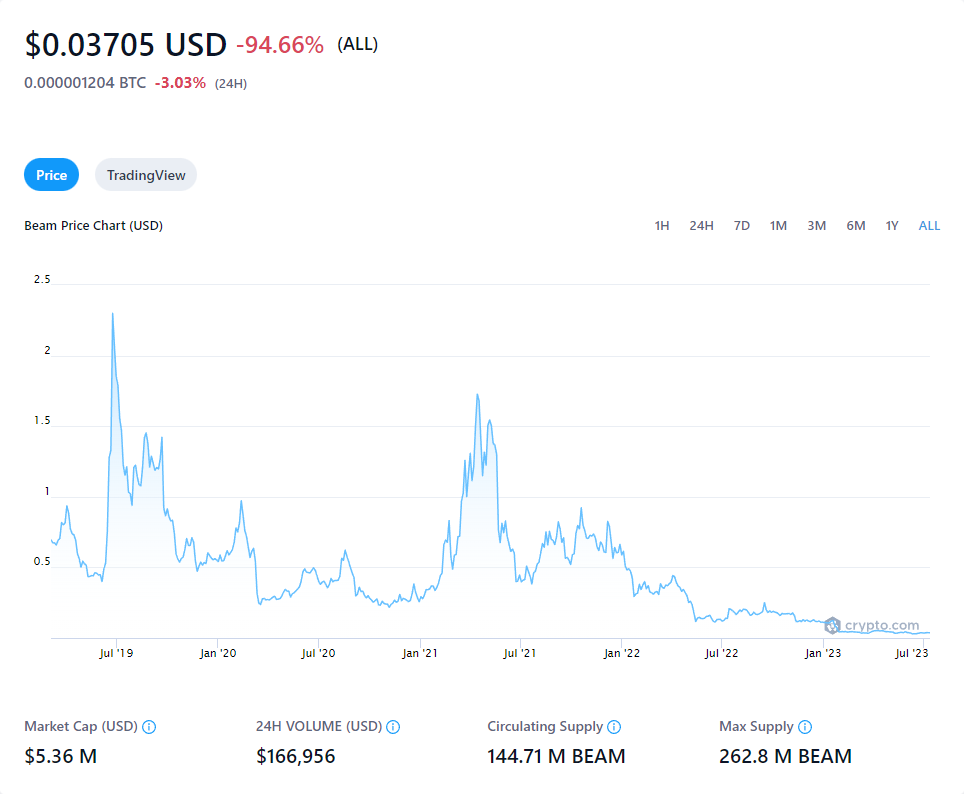 $0.03705 USD -94.66% (ALL)
0.000001204 BTC -3.03% (24H)
Price TradingView
Beam Price Chart (USD) 1H 24H 7D 1M 3M 6M 1Y ALL
2.5
2
1.5
1
0.5
crypto.com
Jul '19 Jan '20 Jul '20 Jan '21 Jul '21 Jan '22 Jul '22 Jan '23 Jul '23
Market Cap (USD) 24H VOLUME (USD) Circulating Supply Max Supply
$5.36 M $166,956 144.71 M BEAM 262.8 M BEAM